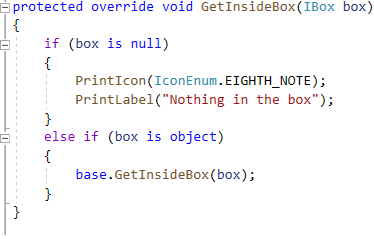 protected override void GetInsideBox(IBox box)
{
    if (box is null)
    {
        PrintIcon(IconEnum.EIGHTH_NOTE);
        PrintLabel("Nothing in the box");
    }
    else if (box is object)
    {
        base.GetInsideBox(box);
    }
}